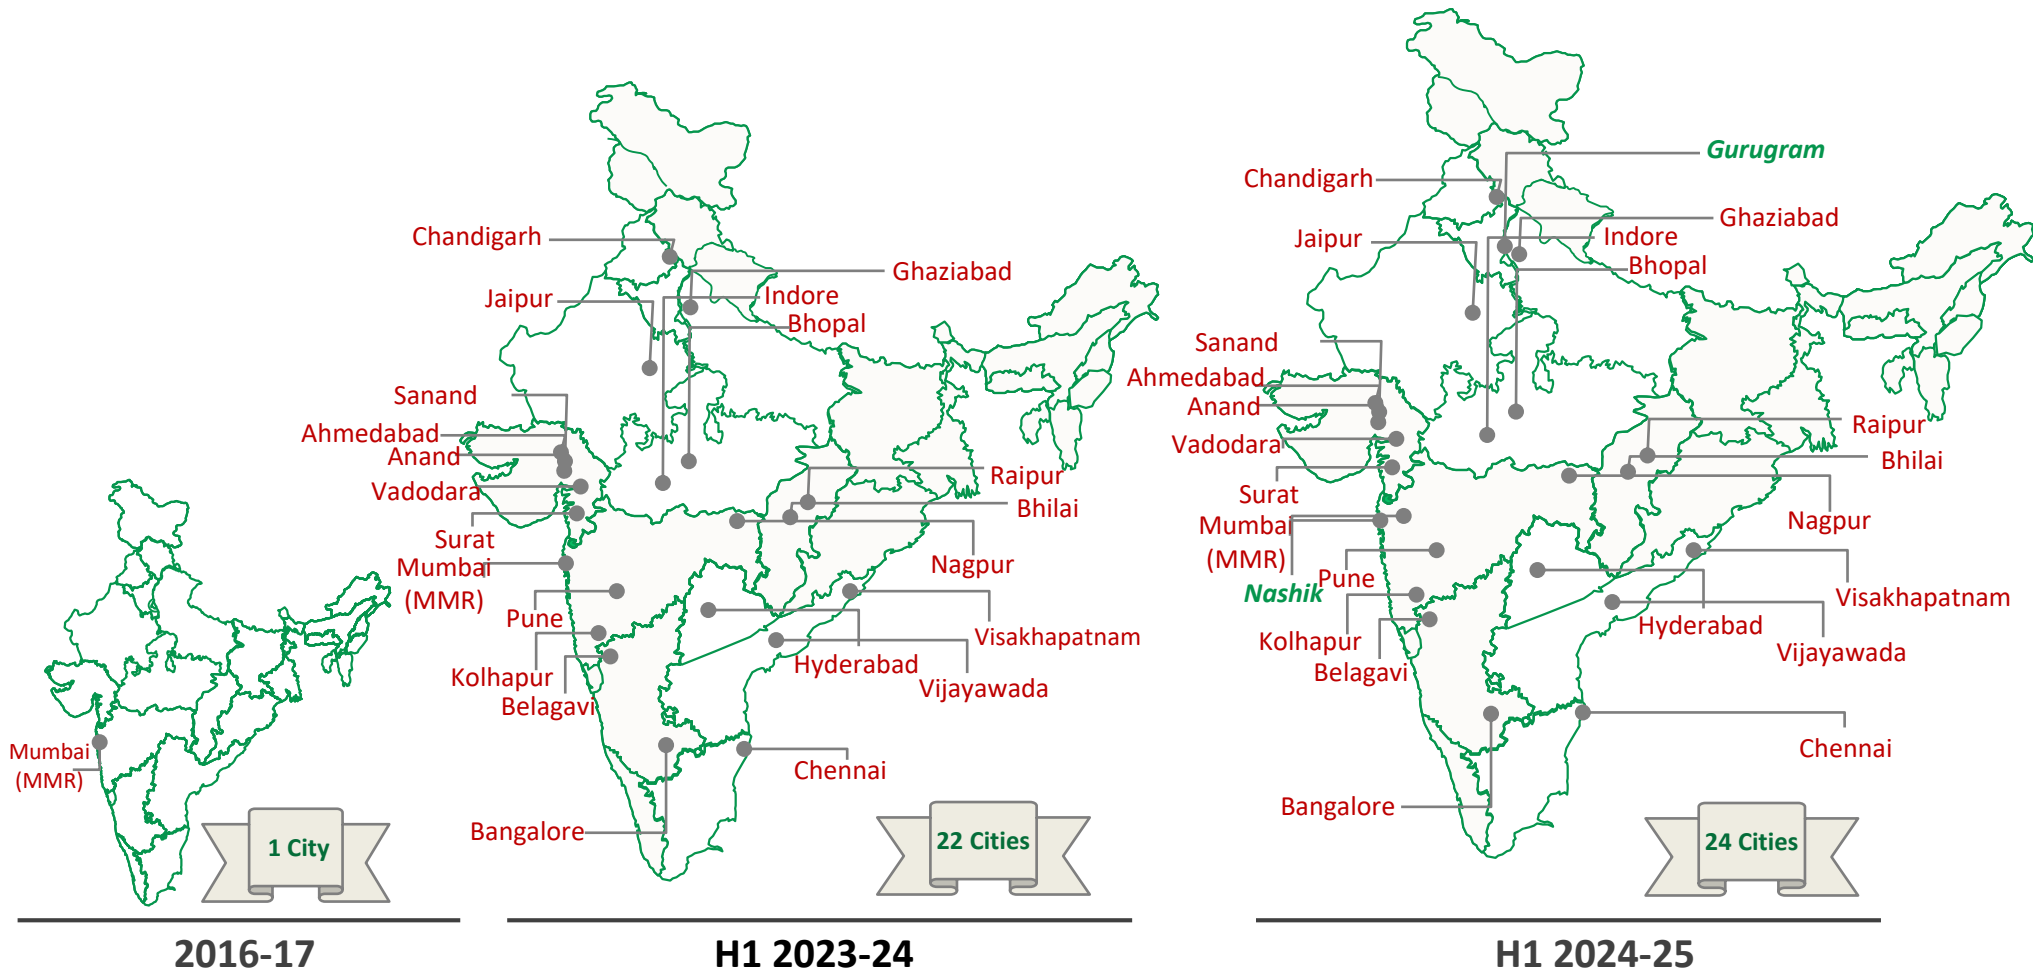 Mumbai
(MMR)
1 City
2016-17
Chandigarh
Ghaziabad
Jaipur
Indore
Bhopal
Sanand
Ahmedabad
Anand
Vadodara
Surat
Mumbai
(MMR)
Pune
Kolhapur
Belagavi
Bangalore
Raipur
Bhilai
Nagpur
Visakhapatnam
Hyderabad
Vijayawada
Chennai
22 Cities
H1 2023-24
Gurugram
Chandigarh
Ghaziabad
Jaipur
Indore
Bhopal
Sanand
Ahmedabad
Anand
Vadodara
Surat
Mumbai
(MMR)
Nashik
Pune
Kolhapur
Belagavi
Bangalore
Raipur
Bhilai
Nagpur
Visakhapatnam
Hyderabad
Vijayawada
Chennai
24 Cities
H1 2024-25